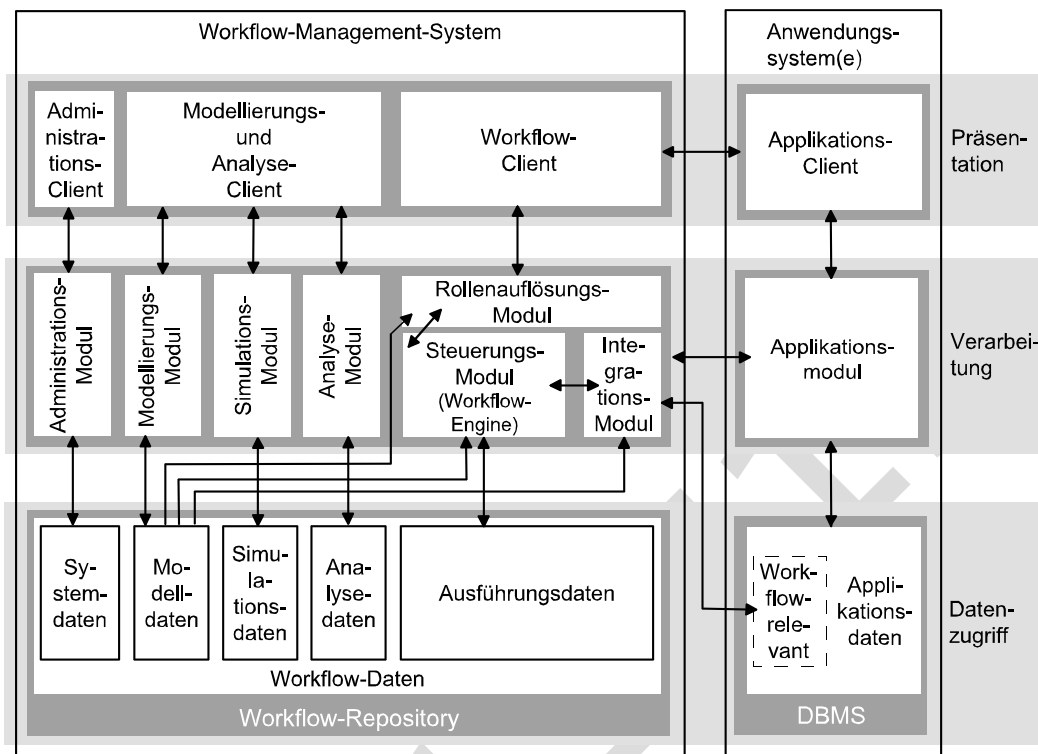 Workflow-Management-System
Anwendungs-
system(e)
Admi-
nistra-
tions-
Client
Modellierungs-
und
Analyse-
Client
Workflow-
Client
Applikations-
Client
Präsen-
tation
Administrations-
Modul
Modellierungs-
Modul
Simulations-
Modul
Analyse-
Modul
Rollenauflösungs-
Modul
Steuerungs-
Modul
(Workflow-
Engine)
Inte-
grations-
tions-
Modul
Applikations-
modul
Verarbei-
tung
Sy-
stem-
daten
Mo-
dell-
daten
Simu-
la-
tions-
daten
Ana-
lyse-
daten
Ausführungsdaten
Work-
flow-
rele-
vant
Appli-
kations-
daten
Daten-
zugriff
Workflow-Daten
Workflow-Repository
DBMS